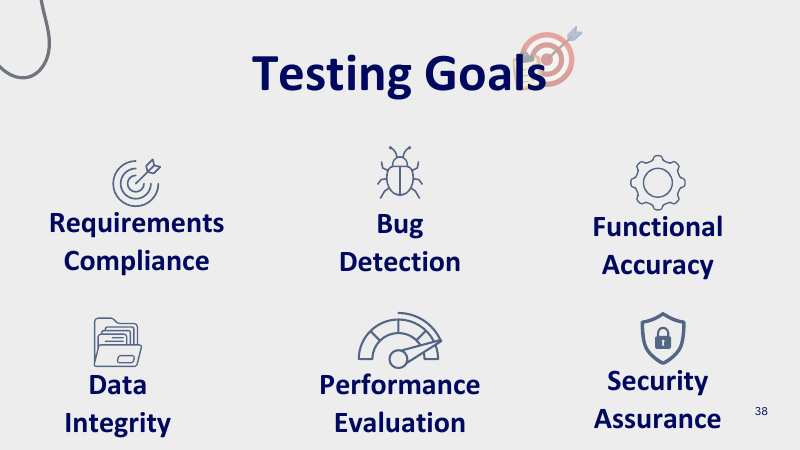 Testing Goals
Requirements
Compliance
Bug
Detection
Functional
Accuracy
Data
Integrity
Performance
Evaluation
Security
Assurance
38